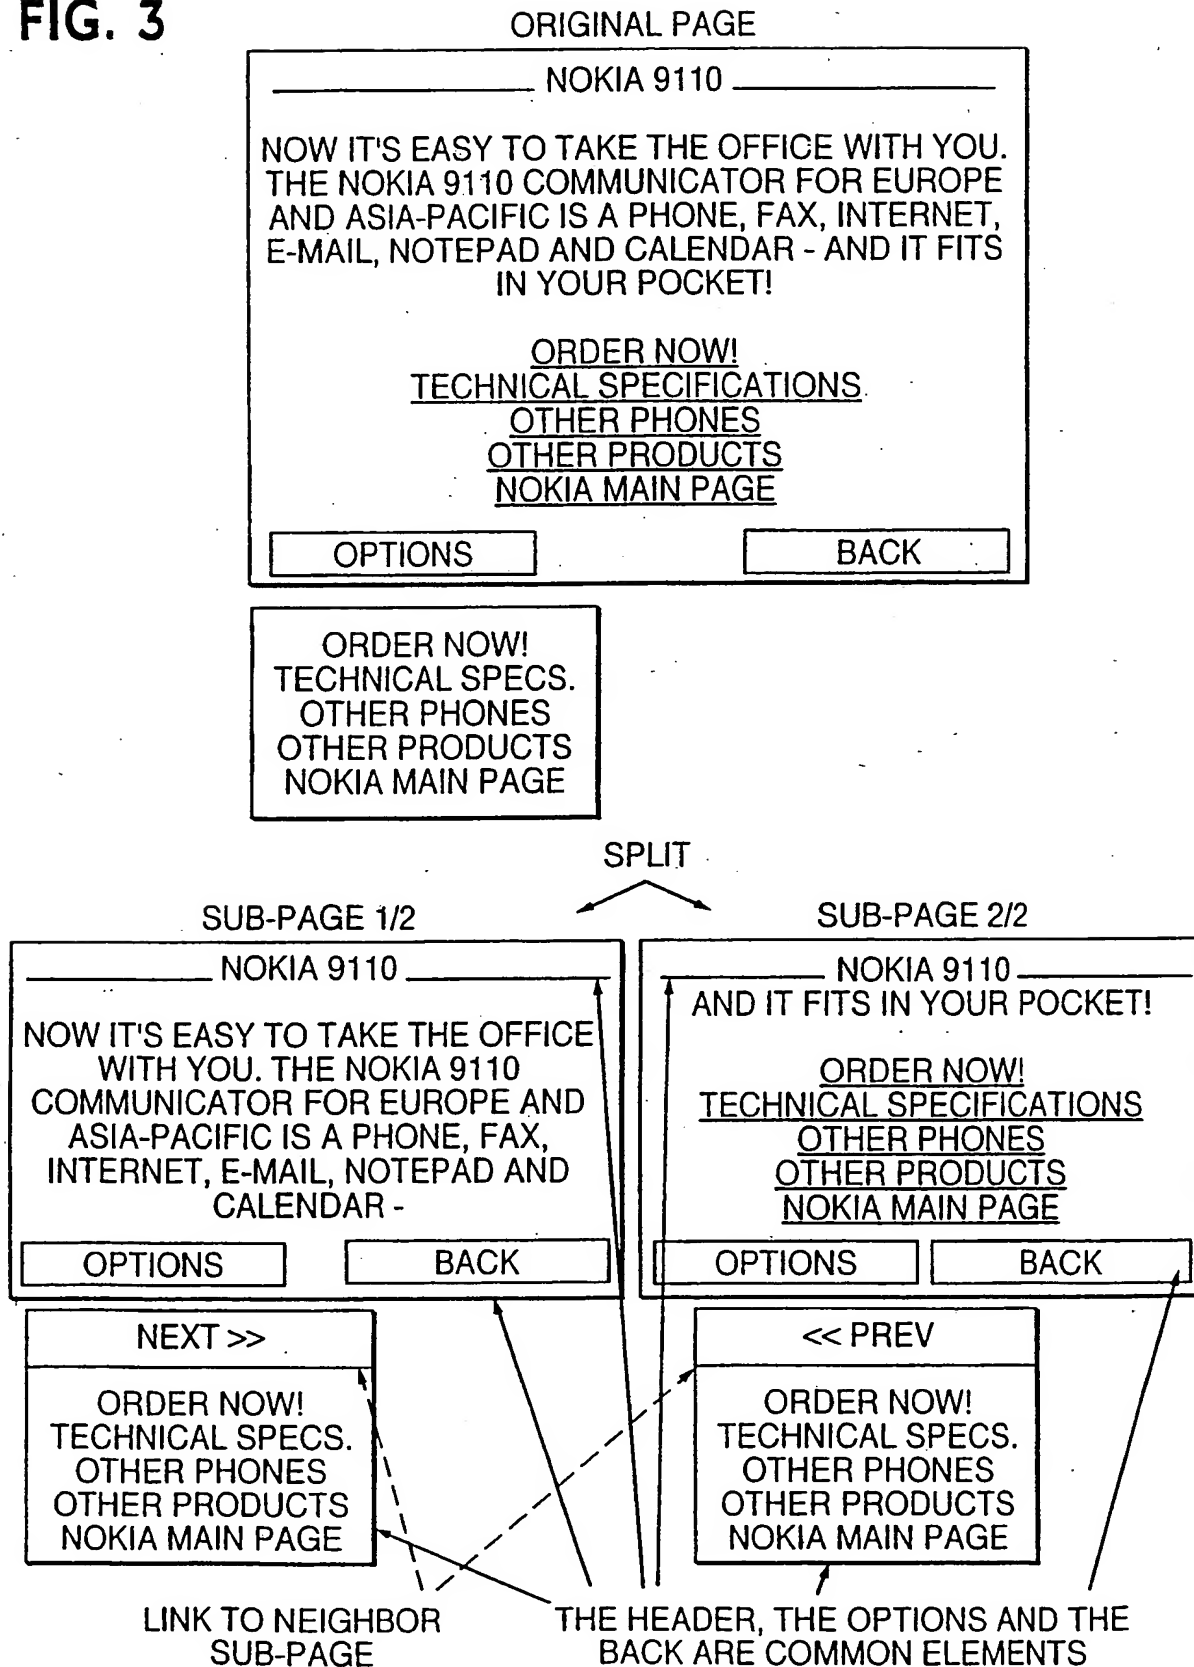 FIG. 3
ORIGINAL PAGE
NOKIA 9110
NOW IT'S EASY TO TAKE THE OFFICE WITH YOU.
THE NOKIA 9110 COMMUNICATOR FOR EUROPE
AND ASIA-PACIFIC IS A PHONE, FAX, INTERNET,
E-MAIL, NOTEPAD AND CALENDAR - AND IT FITS
IN YOUR POCKET!
ORDER NOW!
TECHNICAL SPECIFICATIONS
OTHER PHONES
OTHER PRODUCTS
NOKIA MAIN PAGE
OPTIONS
BACK
ORDER NOW!
TECHNICAL SPECS.
OTHER PHONES
OTHER PRODUCTS
NOKIA MAIN PAGE
SPLIT
SUB-PAGE 1/2
NOKIA 9110
NOW IT'S EASY TO TAKE THE OFFICE
WITH YOU. THE NOKIA 9110
COMMUNICATOR FOR EUROPE AND
ASIA-PACIFIC IS A PHONE, FAX,
INTERNET, E-MAIL, NOTEPAD AND
CALENDAR -
OPTIONS
BACK
NEXT >>
ORDER NOW!
TECHNICAL SPECS.
OTHER PHONES
OTHER PRODUCTS
NOKIA MAIN PAGE
SUB-PAGE 2/2
NOKIA 9110
AND IT FITS IN YOUR POCKET!
ORDER NOW!
TECHNICAL SPECIFICATIONS
OTHER PHONES
OTHER PRODUCTS
NOKIA MAIN PAGE
OPTIONS
BACK
<< PREV
ORDER NOW!
TECHNICAL SPECS.
OTHER PHONES
OTHER PRODUCTS
NOKIA MAIN PAGE
LINK TO NEIGHBOR
SUB-PAGE
THE HEADER, THE OPTIONS AND THE
BACK ARE COMMON ELEMENTS